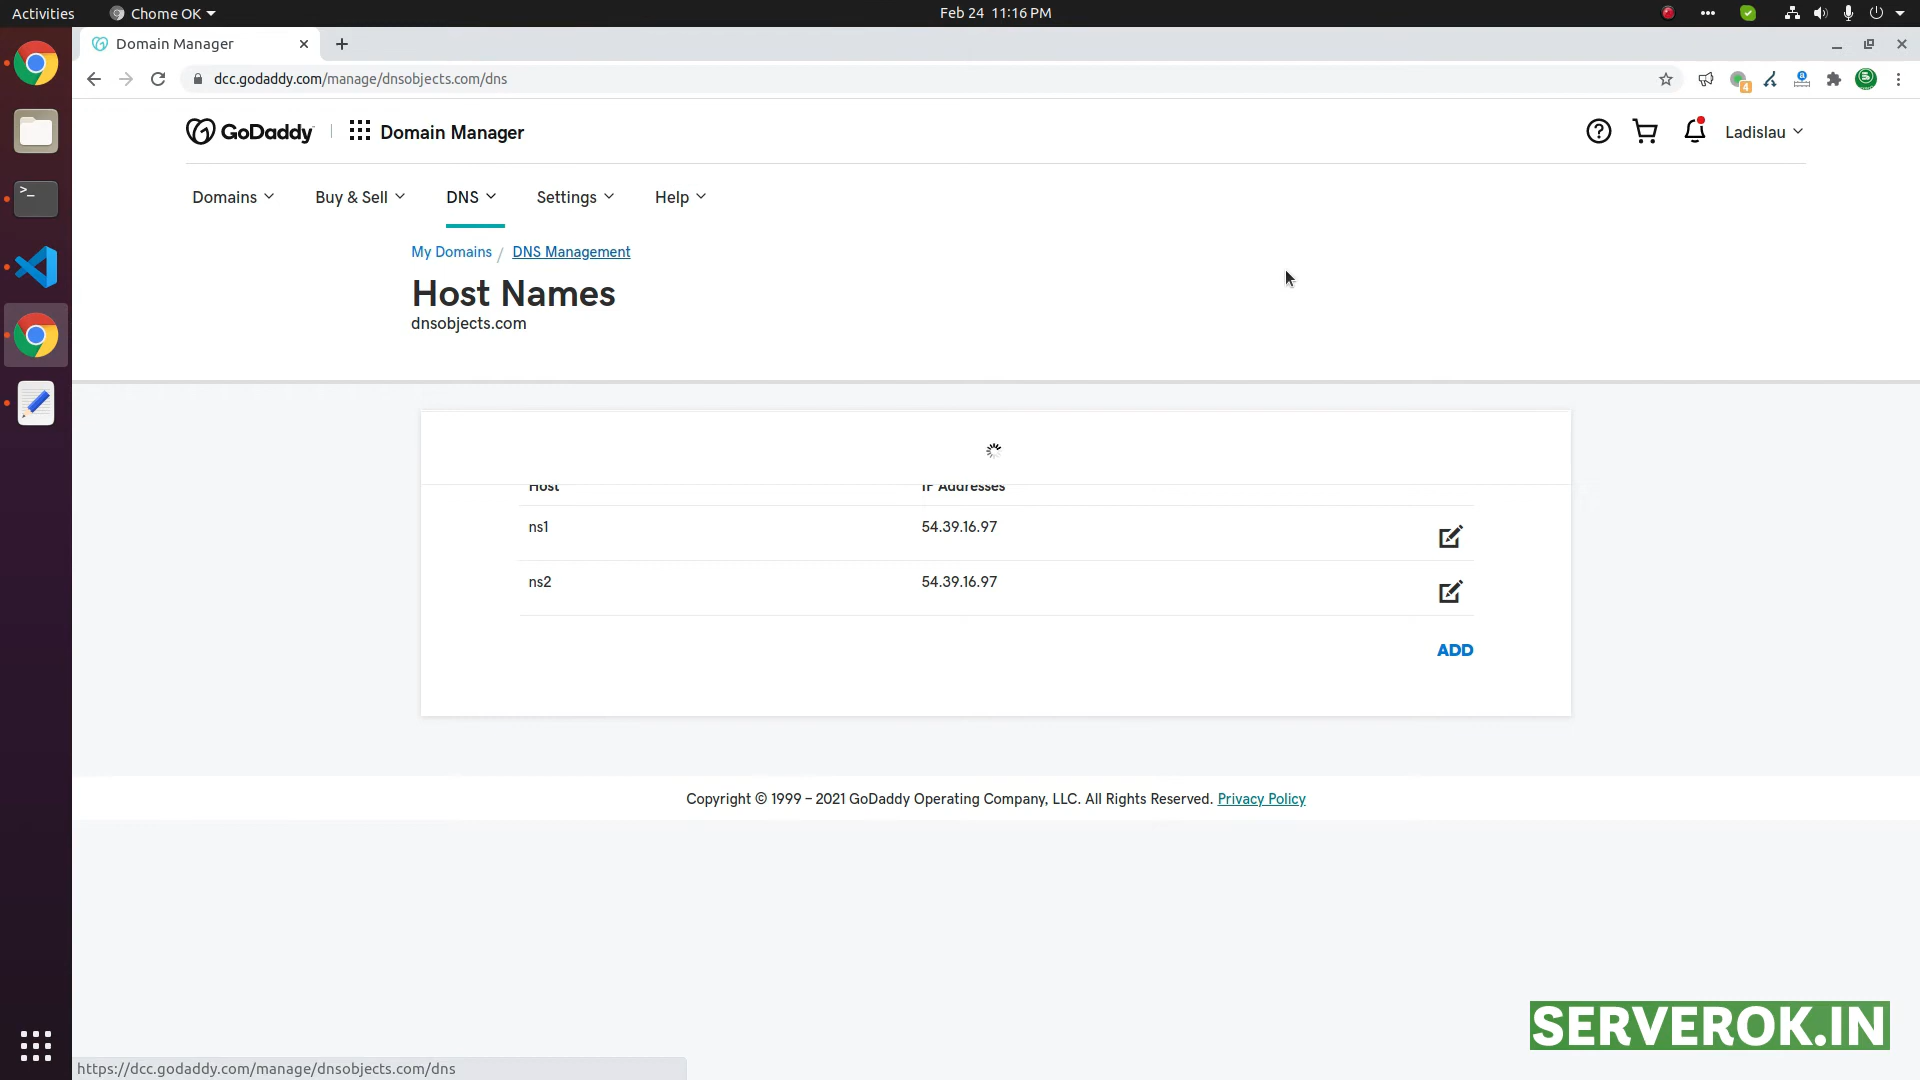 Activities
Chome OK
Feb 24 11:16 PM
Domain Manager
dcc.godaddy.com/manage/dnsobjects.com/dns
4
GoDaddy
Domain Manager
Ladislau
Domains
Buy & Sell
DNS
Settings
Help
My Domains / DNS Management
Host Names
dnsobjects.com
Host IP Addresses
ns1 54.39.16.97
ns2 54.39.16.97
ADD
Copyright © 1999 – 2021 GoDaddy Operating Company, LLC. All Rights Reserved. Privacy Policy
SERVEROK.IN
https://dcc.godaddy.com/manage/dnsobjects.com/dns